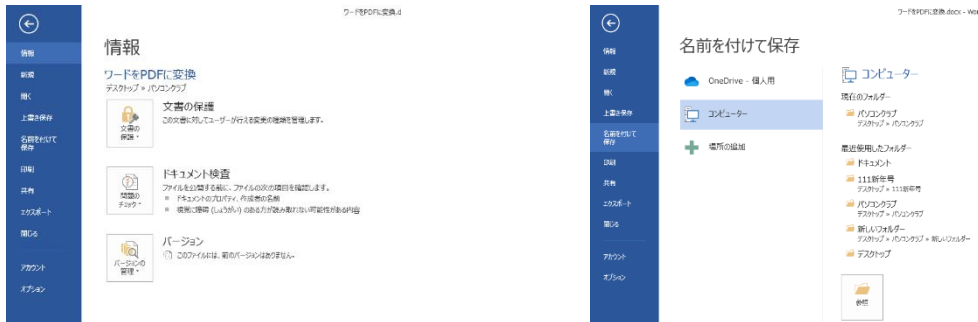 ワードをPDFに変換.d
情報
新規
開く
上書き保存
名前を付けて
保存
印刷
共有
エクスポート
閉じる
アカウント
オプション
情報
ワードをPDFに変換
デスクトップ » パソコンクラブ
文書の
保護
文書の保護
この文書に対してユーザーが行える変更の種類を管理します。
問題の
チェック
ドキュメント検査
ファイルを公開する前に、ファイルの次の項目を確認します。
ドキュメントのプロパティ、作成者の名前
視覚に障碍 (しょうがい) のある方が読み取れない可能性がある内容
バージョンの
管理
バージョン
このファイルには、前のバージョンはありません。
ワードをPDFに変換.docx - Wor
情報
新規
開く
上書き保存
名前を付けて
保存
印刷
共有
エクスポート
閉じる
アカウント
オプション
名前を付けて保存
OneDrive - 個人用
コンピューター
場所の追加
コンピューター
現在のフォルダー
パソコンクラブ
デスクトップ » パソコンクラブ
最近使用したフォルダー
ドキュメント
111新年号
デスクトップ » 111新年号
パソコンクラブ
デスクトップ » パソコンクラブ
新しいフォルダー
デスクトップ » パソコンクラブ » 新しいフォルダー
デスクトップ
参照